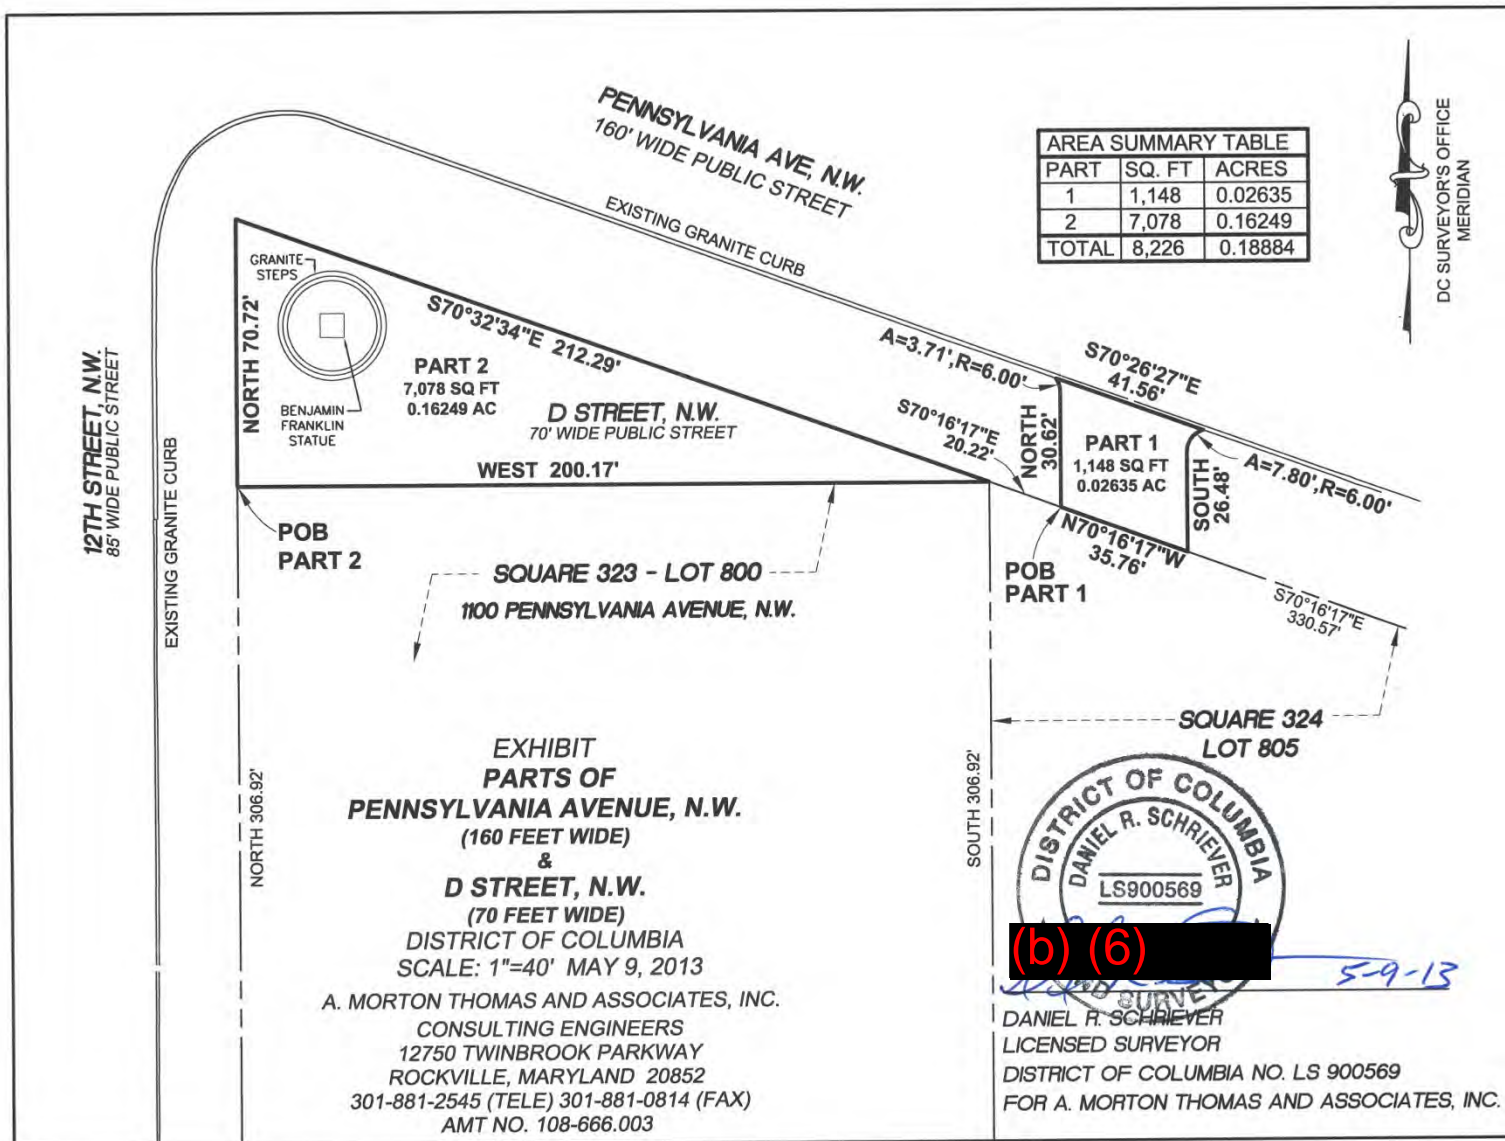 PENNSYLVANIA AVE, N.W.
160' WIDE PUBLIC STREET
EXISTING GRANITE CURB
AREA SUMMARY TABLE
PART SQ. FT ACRES
1 1,148 0.02635
2 7,078 0.16249
TOTAL 8,226 0.18884
DC SURVEYOR'S OFFICE
MERIDIAN
12TH STREET, N.W.
85' WIDE PUBLIC STREET
EXISTING GRANITE CURB
GRANITE
STEPS
NORTH 70.72'
BENJAMIN
FRANKLIN
STATUE
S70°32'34"E 212.29'
PART 2
7,078 SQ FT
0.16249 AC
D STREET, N.W.
70' WIDE PUBLIC STREET
WEST 200.17'
POB
PART 2
A=3.71',R=6.00'
S70°26'27"E
41.56'
S70°16'17"E
20.22'
NORTH
30.62'
PART 1
1,148 SQ FT
0.02635 AC
SOUTH
26.48'
A=7.80',R=6.00'
N70°16'17"W
35.76'
POB
PART 1
S70°16'17"E
330.57'
SQUARE 323 - LOT 800
1100 PENNSYLVANIA AVENUE, N.W.
SQUARE 324
LOT 805
NORTH 306.92'
SOUTH 306.92'
EXHIBIT
PARTS OF
PENNSYLVANIA AVENUE, N.W.
(160 FEET WIDE)
&
D STREET, N.W.
(70 FEET WIDE)
DISTRICT OF COLUMBIA
SCALE: 1"=40' MAY 9, 2013
A. MORTON THOMAS AND ASSOCIATES, INC.
CONSULTING ENGINEERS
12750 TWINBROOK PARKWAY
ROCKVILLE, MARYLAND 20852
301-881-2545 (TELE) 301-881-0814 (FAX)
AMT NO. 108-666.003
DISTRICT OF COLUMBIA
DANIEL R. SCHRIEVER
LS900569
(b) (6)
5-9-13
DANIEL R. SCHRIEVER
LICENSED SURVEYOR
DISTRICT OF COLUMBIA NO. LS 900569
FOR A. MORTON THOMAS AND ASSOCIATES, INC.